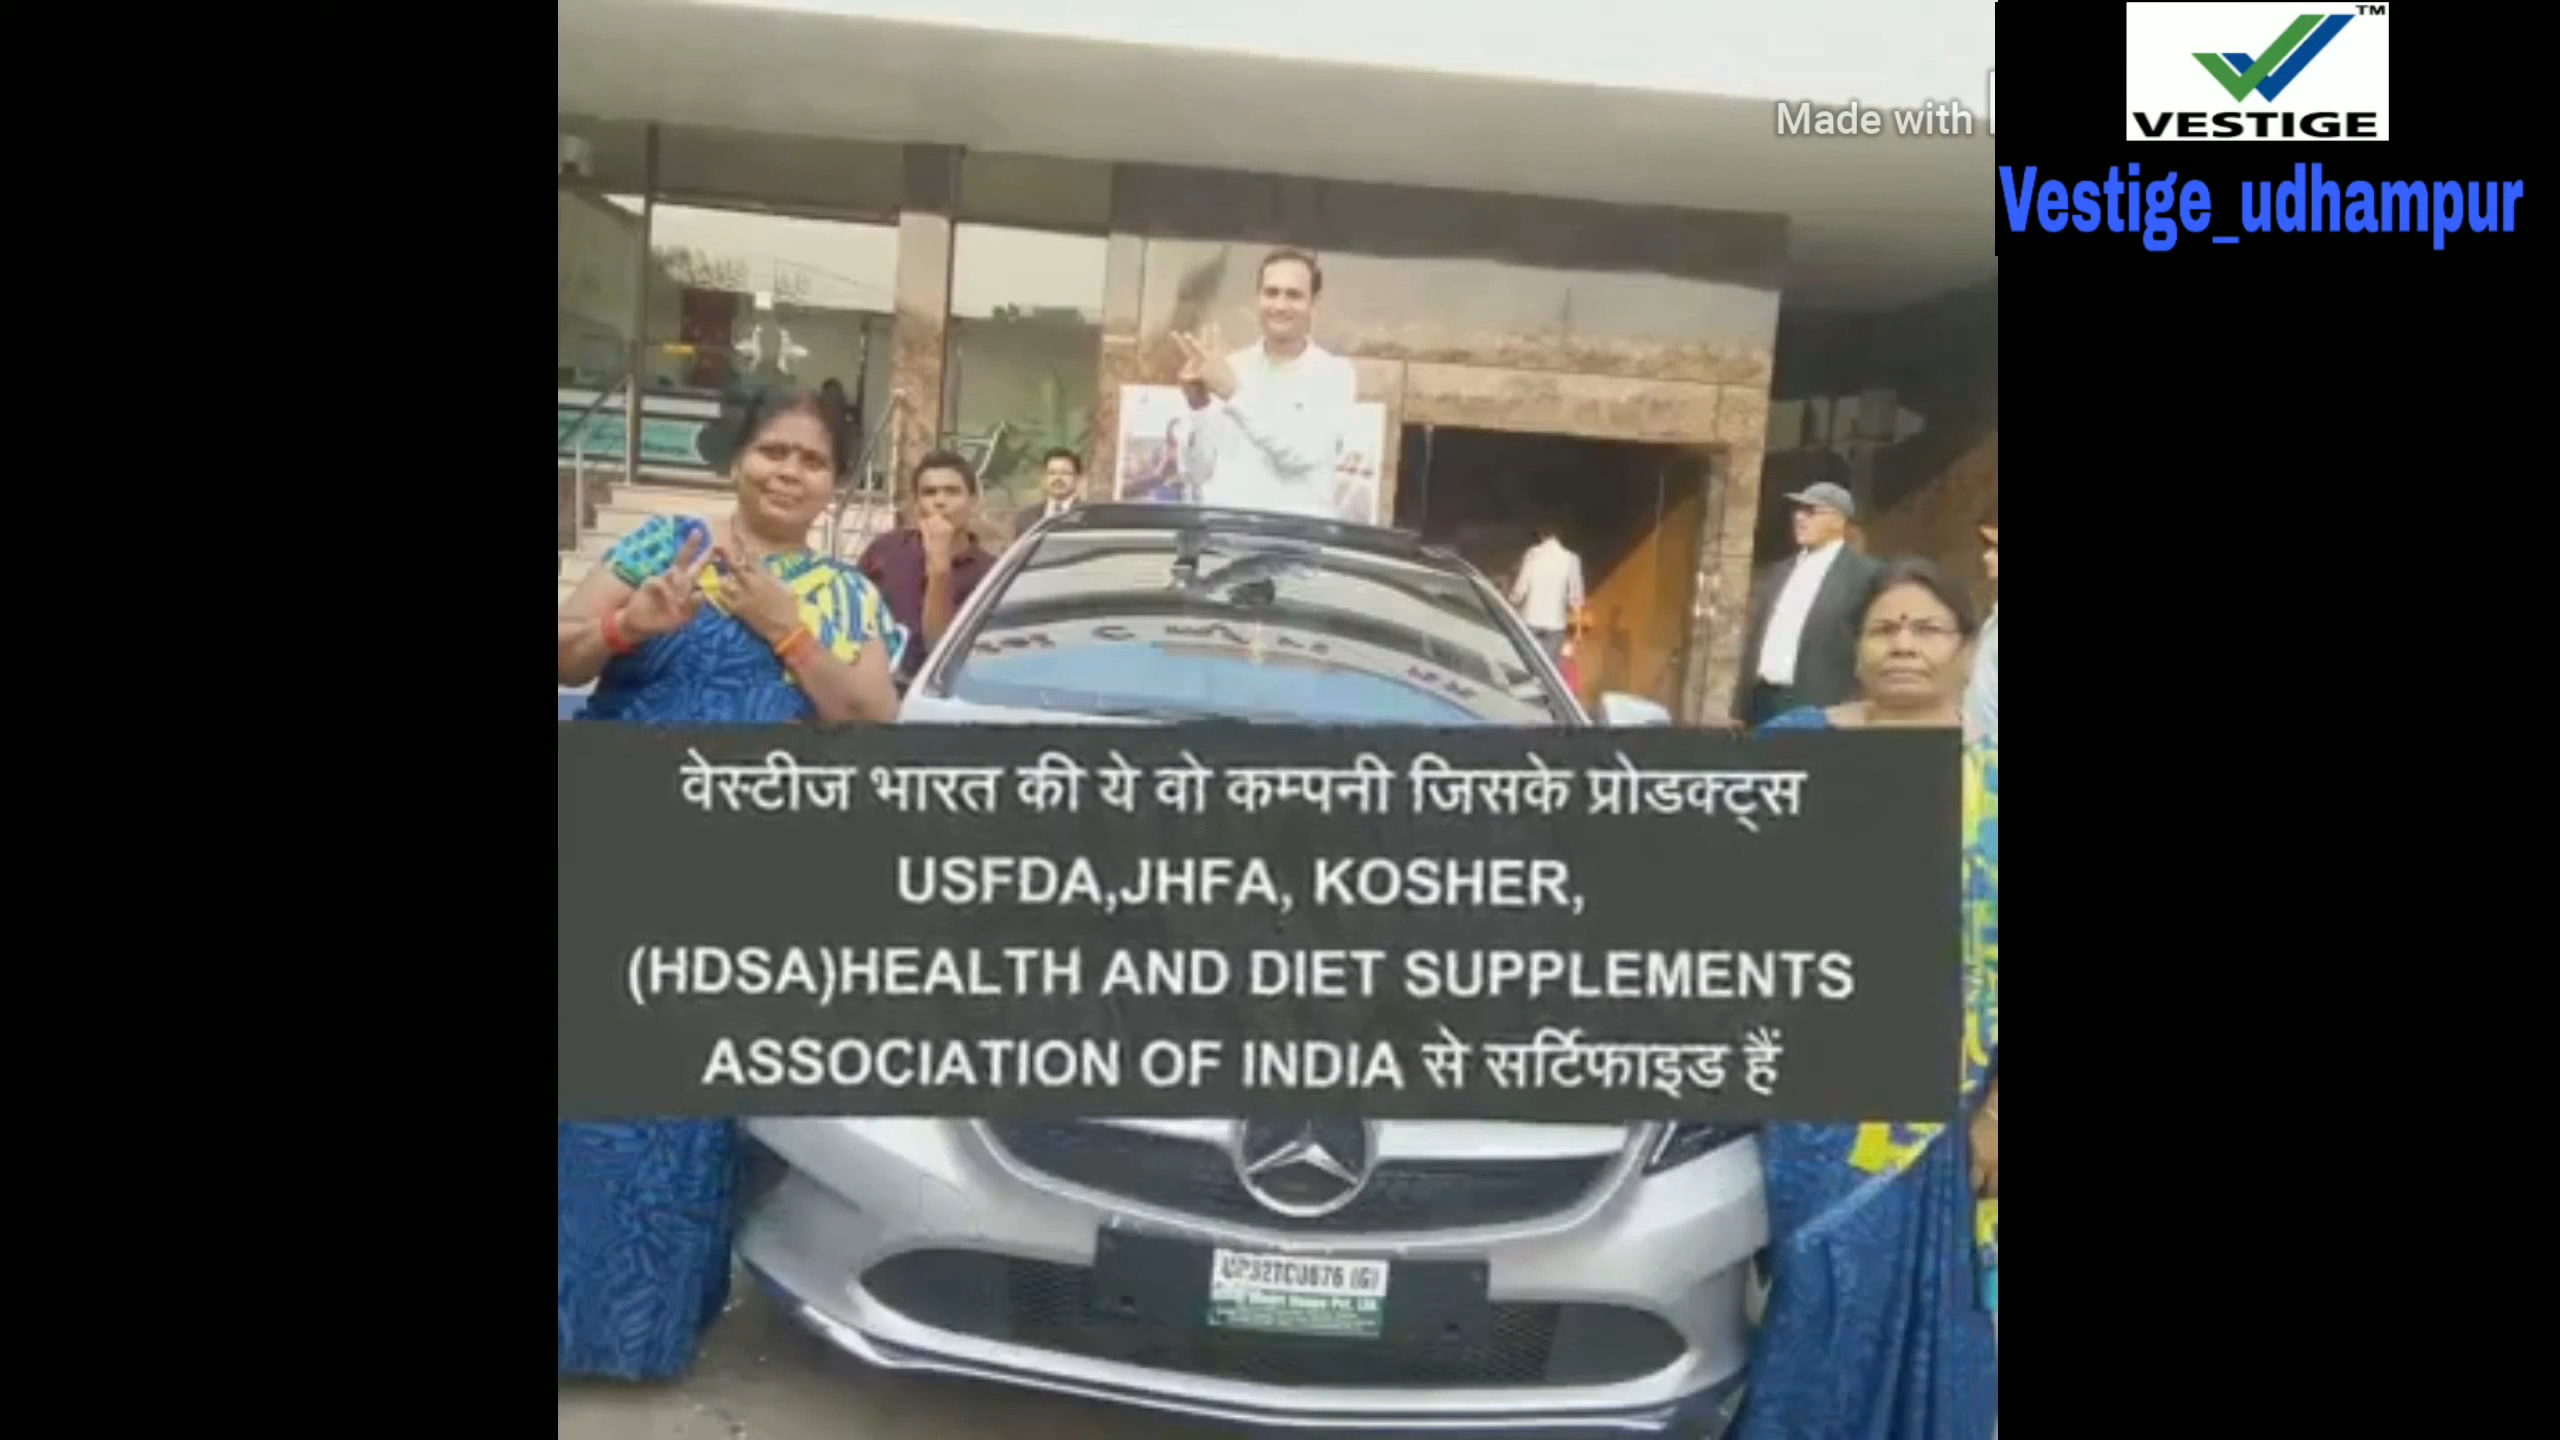 TM
VESTIGE
Made with
Vestige_udhampur
वेस्टीज भारत की ये वो कम्पनी जिसके प्रोडक्ट्स
USFDA,JHFA, KOSHER,
(HDSA)HEALTH AND DIET SUPPLEMENTS
ASSOCIATION OF INDIA से सर्टिफाइड हैं